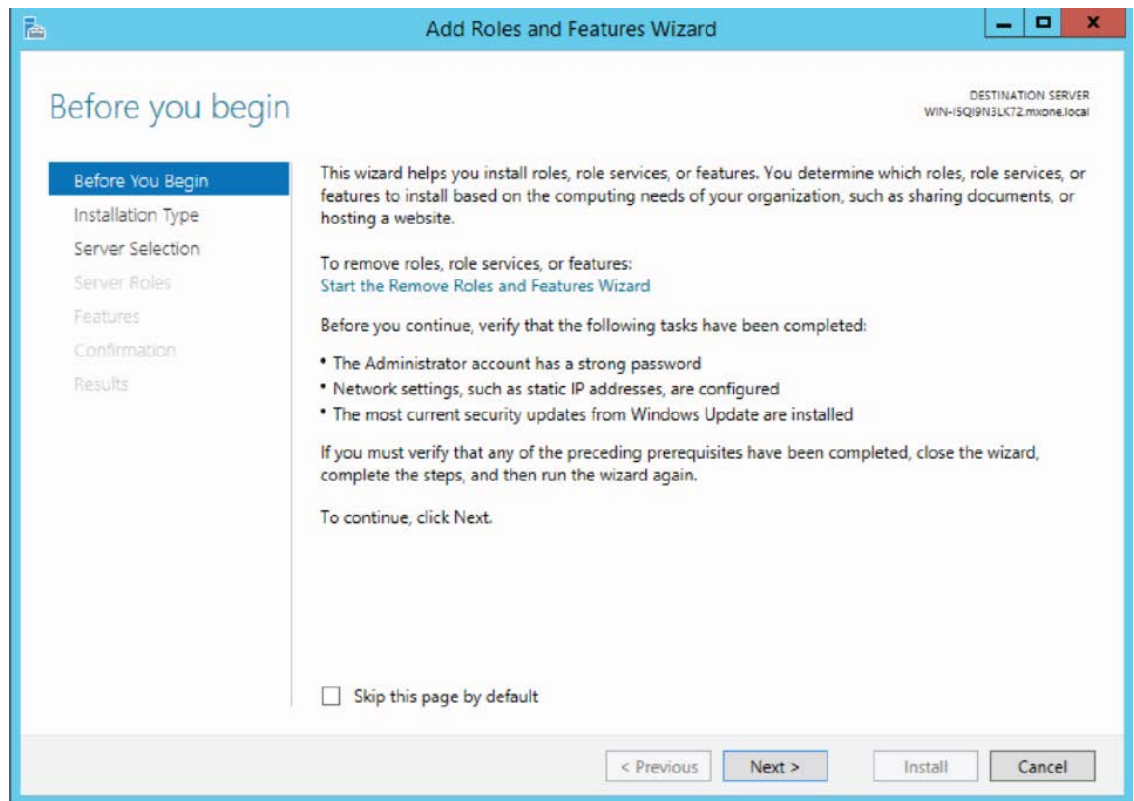 Add Roles and Features Wizard
Before you begin
DESTINATION SERVER
WIN-I5QI9N3LK72.mxone.local
Before You Begin
Installation Type
Server Selection
Server Roles
Features
Confirmation
Results
This wizard helps you install roles, role services, or features. You determine which roles, role services, or
features to install based on the computing needs of your organization, such as sharing documents, or
hosting a website.
To remove roles, role services, or features:
Start the Remove Roles and Features Wizard
Before you continue, verify that the following tasks have been completed:
• The Administrator account has a strong password
• Network settings, such as static IP addresses, are configured
• The most current security updates from Windows Update are installed
If you must verify that any of the preceding prerequisites have been completed, close the wizard,
complete the steps, and then run the wizard again.
To continue, click Next.
Skip this page by default
< Previous
Next >
Install
Cancel